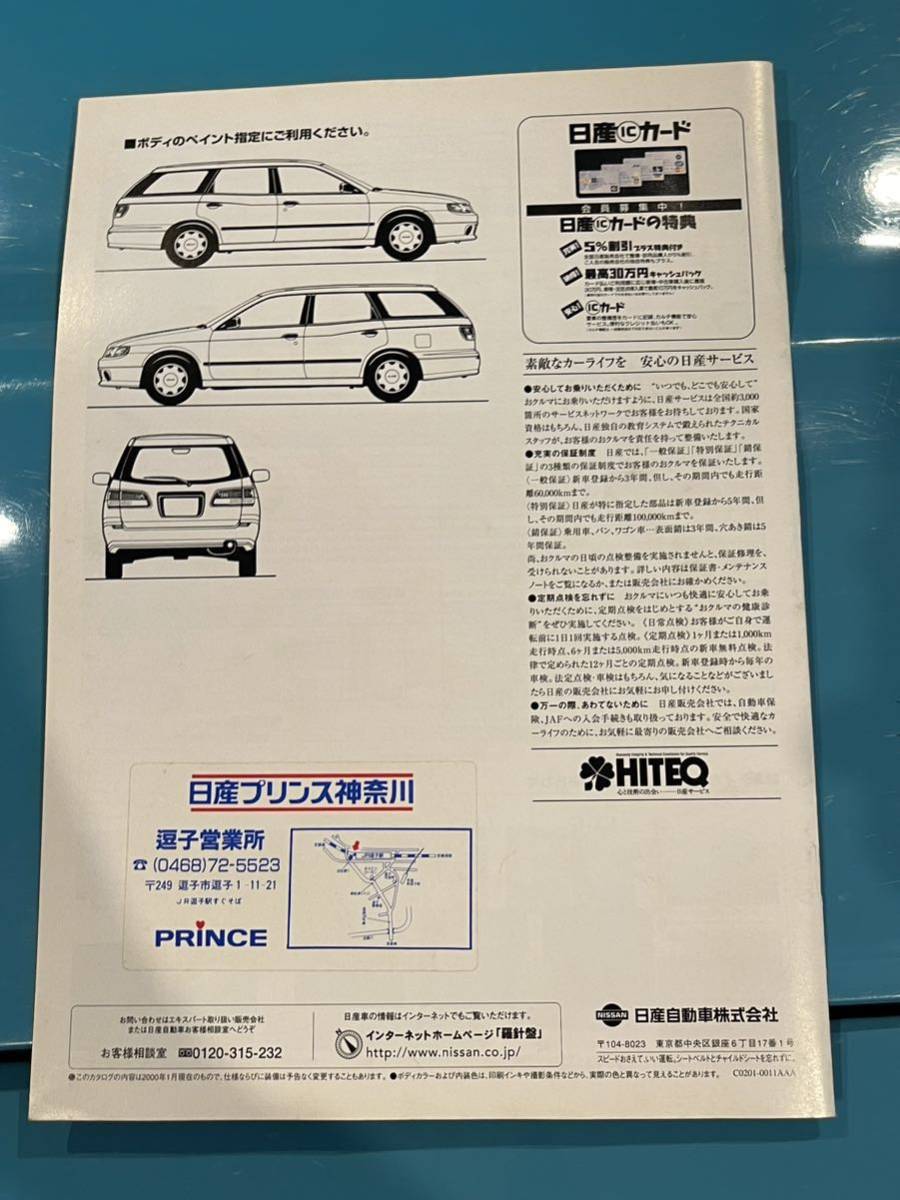 ■ボディのペイント指定にご利用ください。
日産ICカード
会員募集中!
日産ICカードの特典
5%割引プラス特典付き
最高30万円キャッシュバック
ICカード
素敵なカーライフを 安心の日産サービス
●安心してお乗りいただくために “いつでも、どこでも安心して”
おクルマにお乗りいただけますように、日産サービスは全国約3,000
箇所のサービスネットワークでお客様をお待ちしております。国家
資格はもちろん、日産独自の教育システムで鍛えられたテクニカル
スタッフが、お客様のおクルマを責任を持って整備いたします。
●充実の保証制度 日産では、「一般保証」「特別保証」「錆保
証」の3種類の保証制度でお客様のおクルマを保証いたします。
〈一般保証〉新車登録から3年間、但し、その期間内でも走行距
離60,000kmまで。
〈特別保証〉日産が特に指定した部品は新車登録から5年間、但
し、その期間内でも走行距離100,000kmまで。
〈錆保証〉乗用車、バン、ワゴン車…表面錆は3年間、穴あき錆は5
年間保証。
尚、おクルマの日頃の点検整備を実施されませんと、保証修理を、
受けられないことがあります。詳しい内容は保証書・メンテナンス
ノートをご覧になるか、または販売会社にお確かめください。
●定期点検を忘れずに おクルマにいつも快適に安心してお乗
りいただくために、定期点検をはじめとする“おクルマの健康診
断”をぜひ実施してください。〈日常点検〉お客様がご自身で運
転前に1日1回実施する点検。〈定期点検〉1ヶ月または1,000km
走行時点、6ヶ月または5,000km走行時点の新車無料点検。法
律で定められた12ヶ月ごとの定期点検。新車登録時から毎年の
車検。法定点検・車検はもちろん、気になることなどがございまし
たら日産の販売会社にお気軽にお申し付けください。
●万一の際、あわてないために 日産販売会社では、自動車保
険、JAFへの入会手続きも取り扱っております。安全で快適なカ
ーライフのために、お気軽に最寄りの販売会社へご相談ください。
HITEQ
心と技術の出会い——日産サービス
日産プリンス神奈川
逗子営業所
☎(0468)72-5523
〒249 逗子市逗子1-11-21
JR逗子駅すぐそば
PRINCE
JR逗子駅
お問い合わせはエキスパート取り扱い販売会社
または日産自動車お客様相談室へどうぞ
お客様相談室 0120-315-232
日産車の情報はインターネットでもご覧いただけます。
インターネットホームページ「羅針盤」
http://www.nissan.co.jp/
NISSAN 日産自動車株式会社
〒104-8023 東京都中央区銀座6丁目17番1号
スピードおさえて、いい運転。シートベルトとチャイルドシートを忘れずに。
●このカタログの内容は2000年1月現在のもので、仕様ならびに装備は予告なく変更することもあります。 ●ボディカラーおよび内装色は、印刷インキや撮影条件などから、実際の色と異なって見えることがあります。 C0201-0011AAA